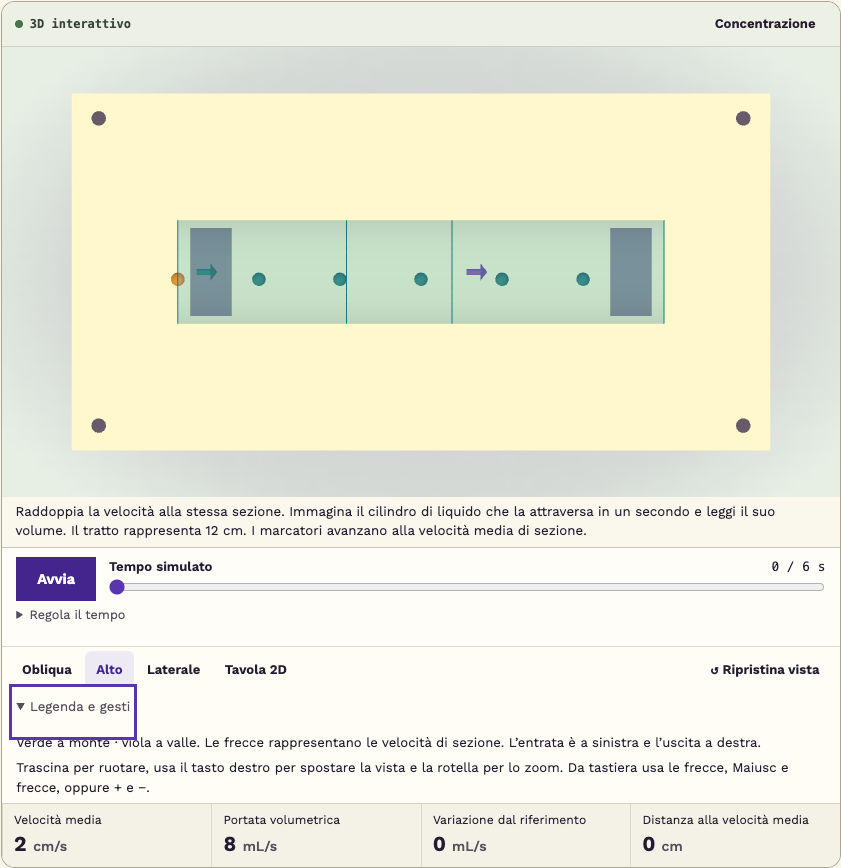 3D interattivo
Concentrazione
Raddoppia la velocità alla stessa sezione. Immagina il cilindro di liquido che la attraversa in un secondo e leggi il suo
volume. Il tratto rappresenta 12 cm. I marcatori avanzano alla velocità media di sezione.
Avvia
Tempo simulato
0 / 6 s
▶ Regola il tempo
Obliqua
Alto
Laterale
Tavola 2D
↺ Ripristina vista
▼ Legenda e gesti
Verde a monte · viola a valle. Le frecce rappresentano le velocità di sezione. L’entrata è a sinistra e l’uscita a destra.
Trascina per ruotare, usa il tasto destro per spostare la vista e la rotella per lo zoom. Da tastiera usa le frecce, Maiusc e
frecce, oppure + e −.
Velocità media
2 cm/s
Portata volumetrica
8 mL/s
Variazione dal riferimento
0 mL/s
Distanza alla velocità media
0 cm